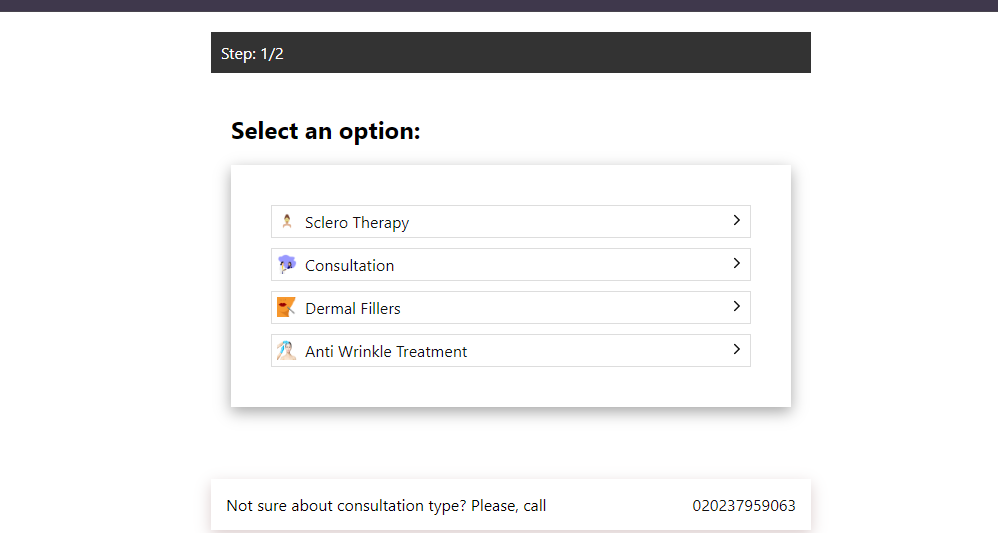 Step: 1/2
Select an option:
Sclero Therapy
Consultation
Dermal Fillers
Anti Wrinkle Treatment
Not sure about consultation type? Please, call 020237959063